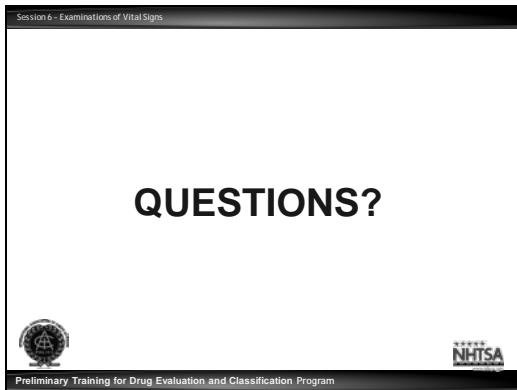 Session 6 – Examinations of Vital Signs
QUESTIONS?
NHTSA
Preliminary Training for Drug Evaluation and Classification Program